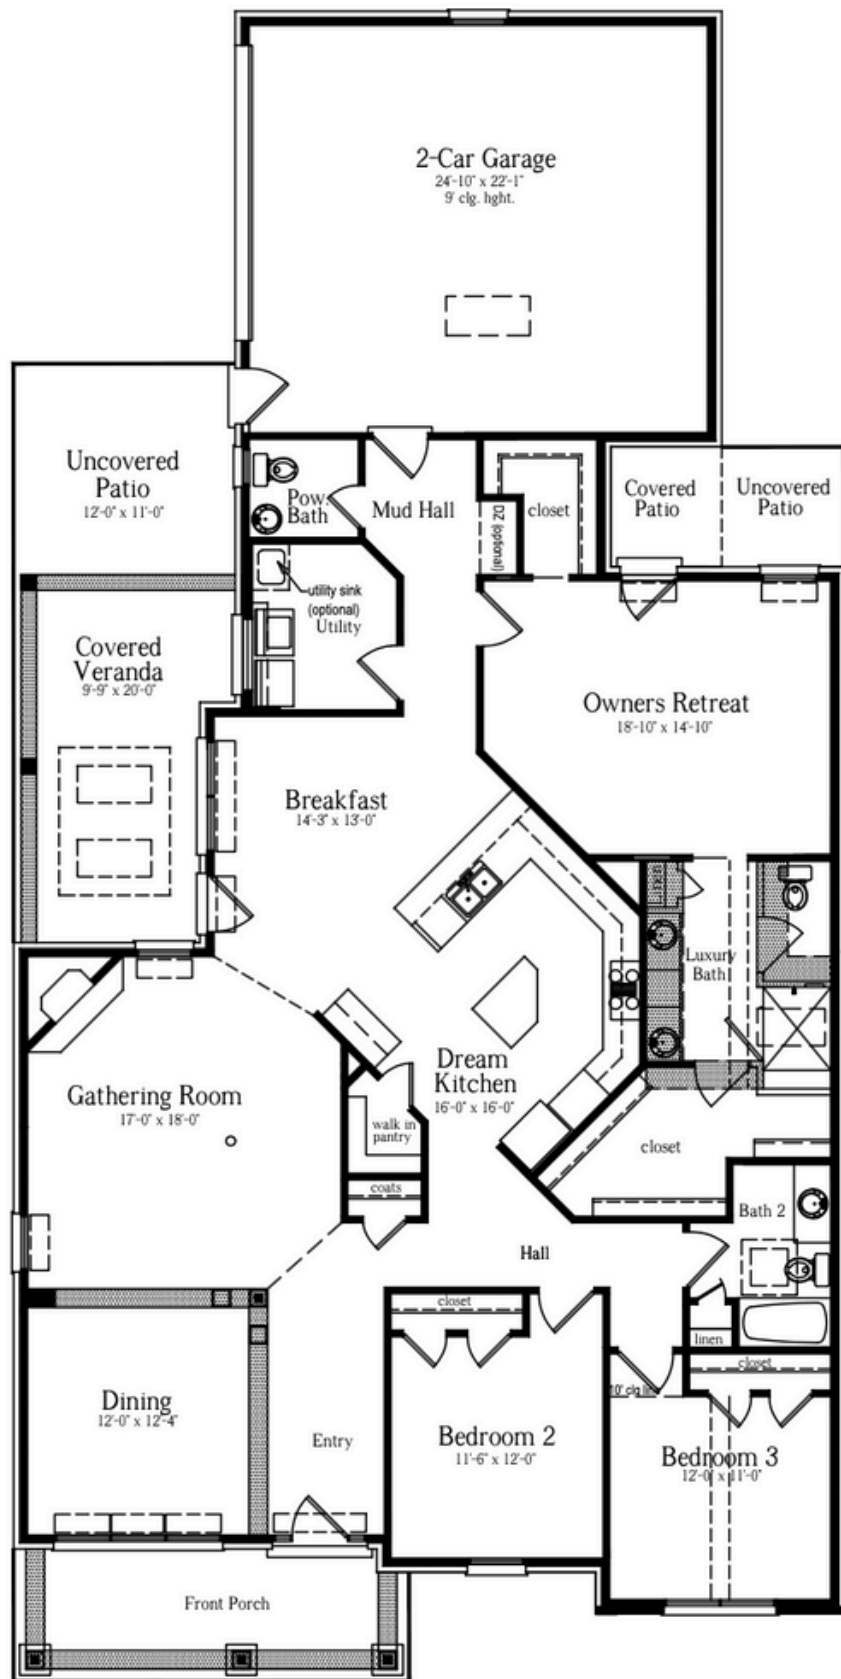 2-Car Garage
24'-10" x 22'-1"
9' clg. hght.
Uncovered
Patio
12'-0" x 11'-0"
Pow.
Bath
Mud Hall
DZ (optional)
closet
Covered
Patio
Uncovered
Patio
utility sink
(optional)
Utility
Covered
Veranda
9'-9" x 20'-0"
Owners Retreat
18'-10" x 14'-10"
Breakfast
14'-3" x 13'-0"
Luxury
Bath
Dream
Kitchen
16'-0" x 16'-0"
Gathering Room
17'-0" x 18'-0"
walk in
pantry
closet
coats
Bath 2
Hall
closet
linen
closet
10' clg lin
Dining
12'-0" x 12'-4"
Entry
Bedroom 2
11'-6" x 12'-0"
Bedroom 3
12'-0" x 11'-0"
Front Porch